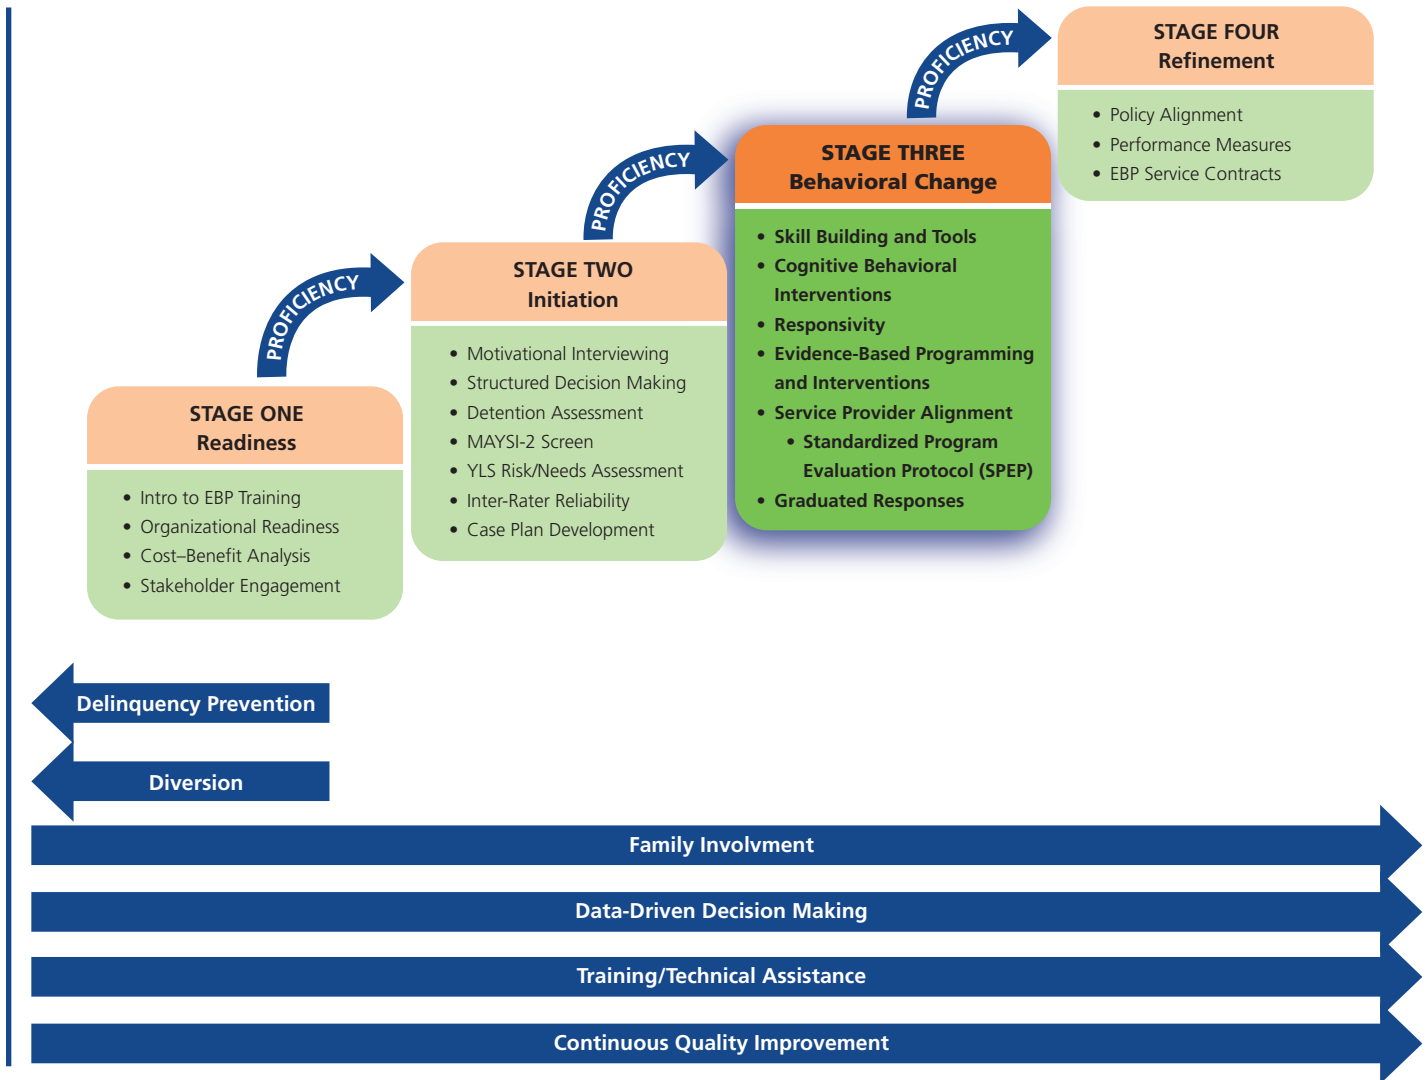 STAGE ONE
Readiness
• Intro to EBP Training
• Organizational Readiness
• Cost–Benefit Analysis
• Stakeholder Engagement
PROFICIENCY
STAGE TWO
Initiation
• Motivational Interviewing
• Structured Decision Making
• Detention Assessment
• MAYSI-2 Screen
• YLS Risk/Needs Assessment
• Inter-Rater Reliability
• Case Plan Development
PROFICIENCY
STAGE THREE
Behavioral Change
• Skill Building and Tools
• Cognitive Behavioral
Interventions
• Responsivity
• Evidence-Based Programming
and Interventions
• Service Provider Alignment
• Standardized Program
Evaluation Protocol (SPEP)
• Graduated Responses
PROFICIENCY
STAGE FOUR
Refinement
• Policy Alignment
• Performance Measures
• EBP Service Contracts
Delinquency Prevention
Diversion
Family Involvment
Data-Driven Decision Making
Training/Technical Assistance
Continuous Quality Improvement